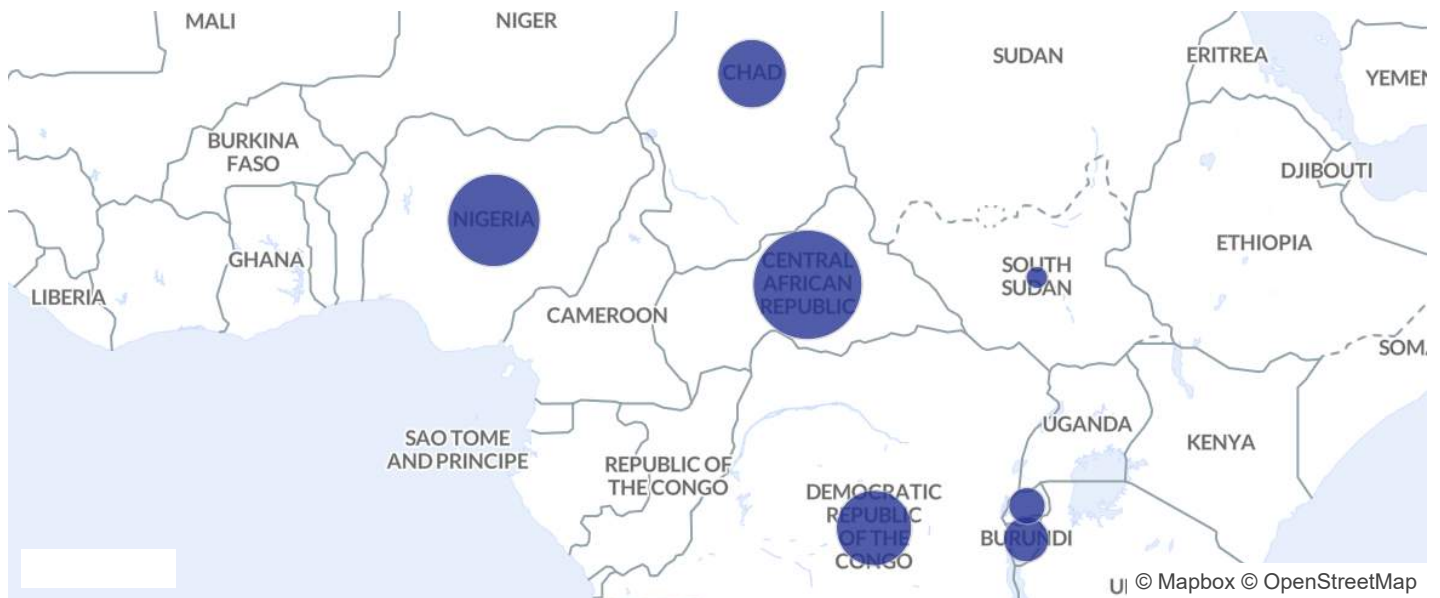 MALI
NIGER
CHAD
SUDAN
ERITREA
YEMEN
BURKINA
FASO
DJIBOUTI
NIGERIA
GHANA
ETHIOPIA
LIBERIA
CENTRAL
AFRICAN
REPUBLIC
SOUTH
SUDAN
CAMEROON
SOMA
UGANDA
KENYA
SAO TOME
AND PRINCIPE
REPUBLIC OF
THE CONGO
DEMOCRATIC
REPUBLIC
OF THE
CONGO
BURUNDI
© Mapbox © OpenStreetMap